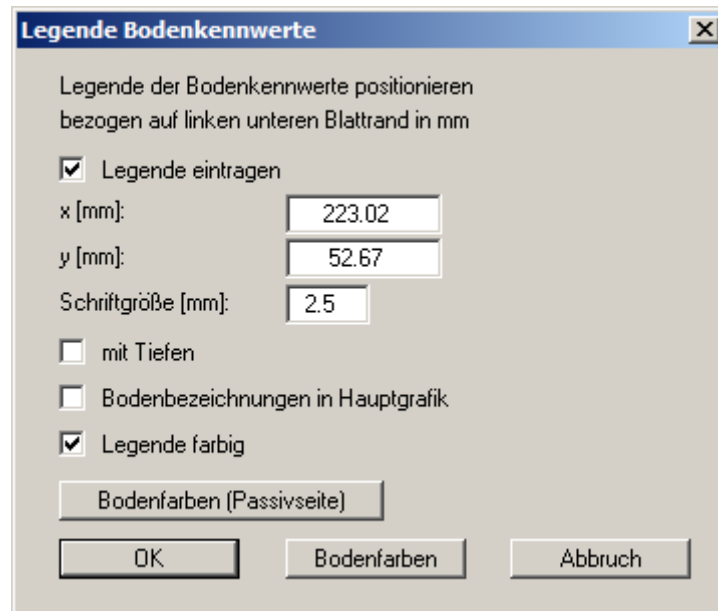 Legende Bodenkennwerte
Legende der Bodenkennwerte positionieren
bezogen auf linken unteren Blattrand in mm
Legende eintragen
x [mm]: 223.02
y [mm]: 52.67
Schriftgröße [mm]: 2.5
mit Tiefen
Bodenbezeichnungen in Hauptgrafik
Legende farbig
Bodenfarben (Passivseite)
OK Bodenfarben Abbruch